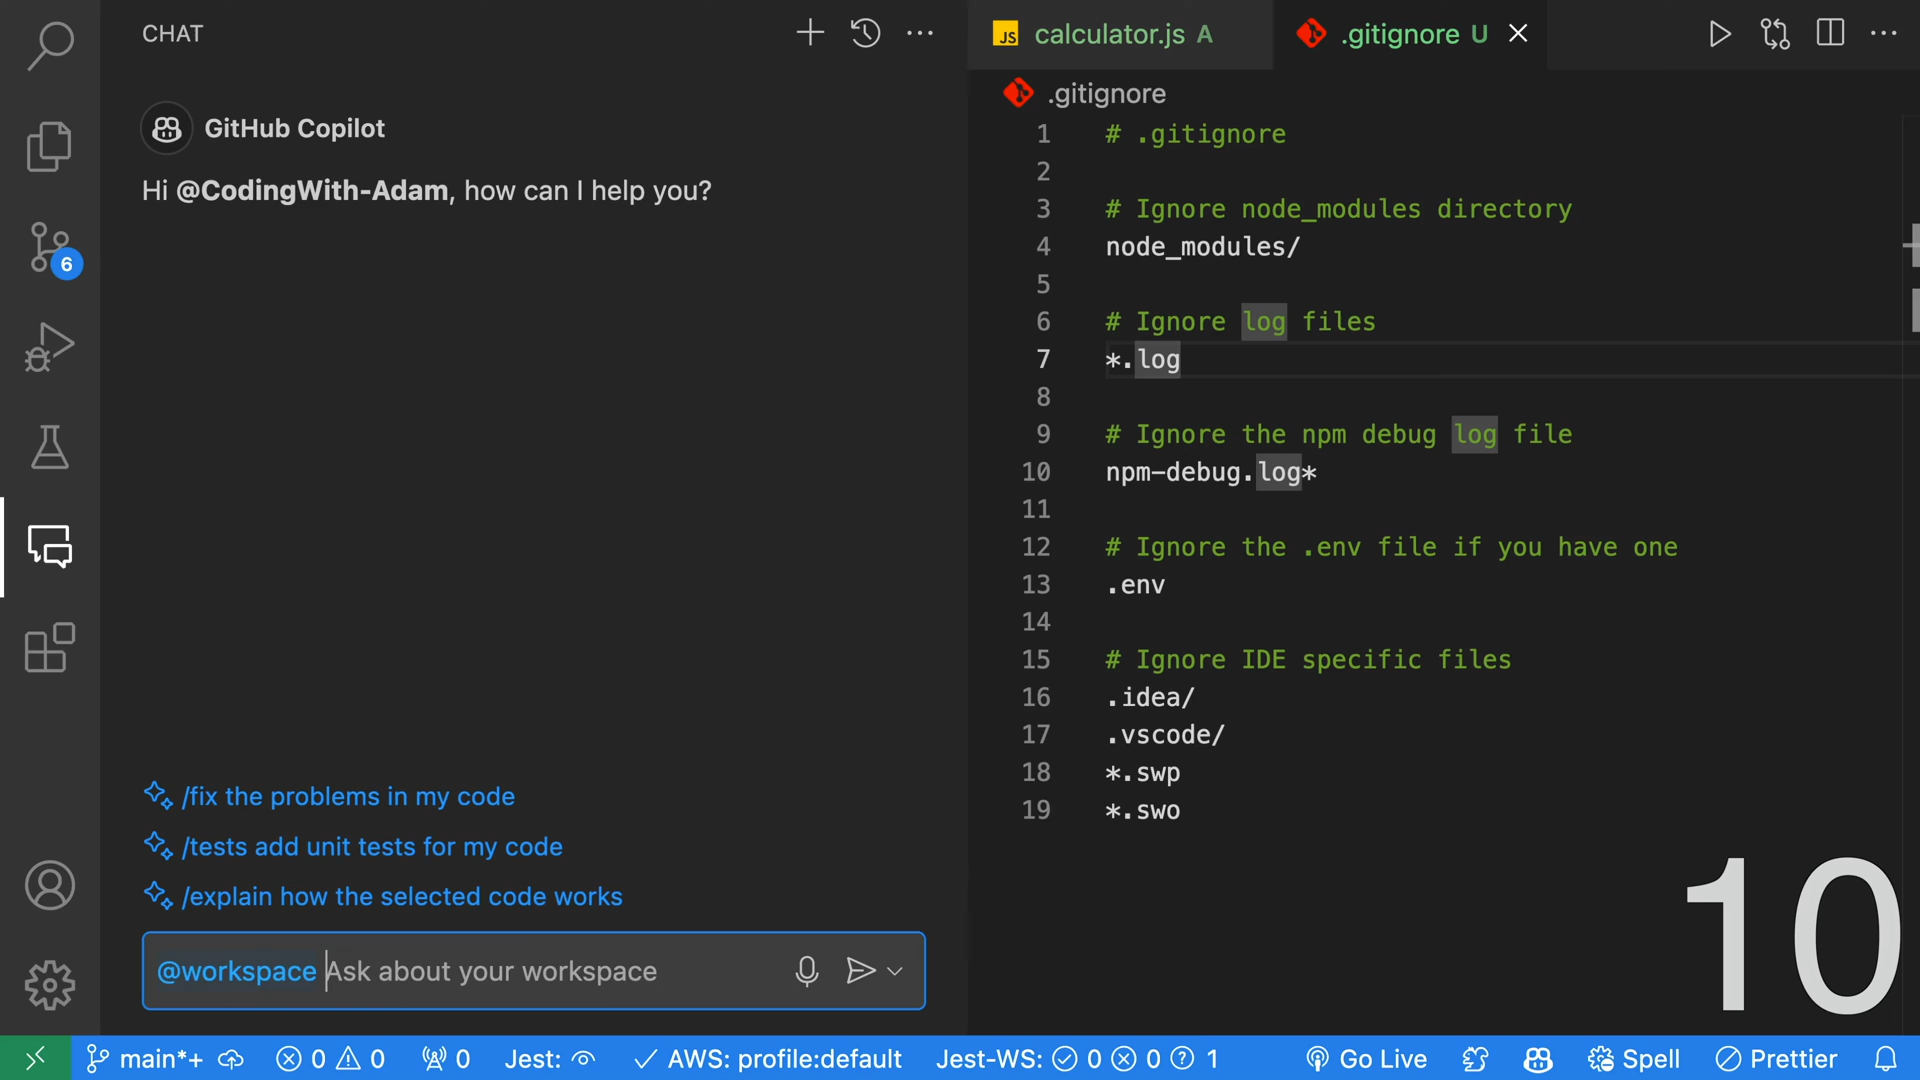 CHAT
GitHub Copilot
Hi @CodingWith-Adam, how can I help you?
/fix the problems in my code
/tests add unit tests for my code
/explain how the selected code works
@workspace Ask about your workspace
6
JS calculator.js A
.gitignore U
.gitignore
1 # .gitignore
2
3 # Ignore node_modules directory
4 node_modules/
5
6 # Ignore log files
7 *.log
8
9 # Ignore the npm debug log file
10 npm-debug.log*
11
12 # Ignore the .env file if you have one
13 .env
14
15 # Ignore IDE specific files
16 .idea/
17 .vscode/
18 *.swp
19 *.swo
10
main*+ 0 0 0 Jest: AWS: profile:default Jest-WS: 0 0 1 Go Live Spell Prettier